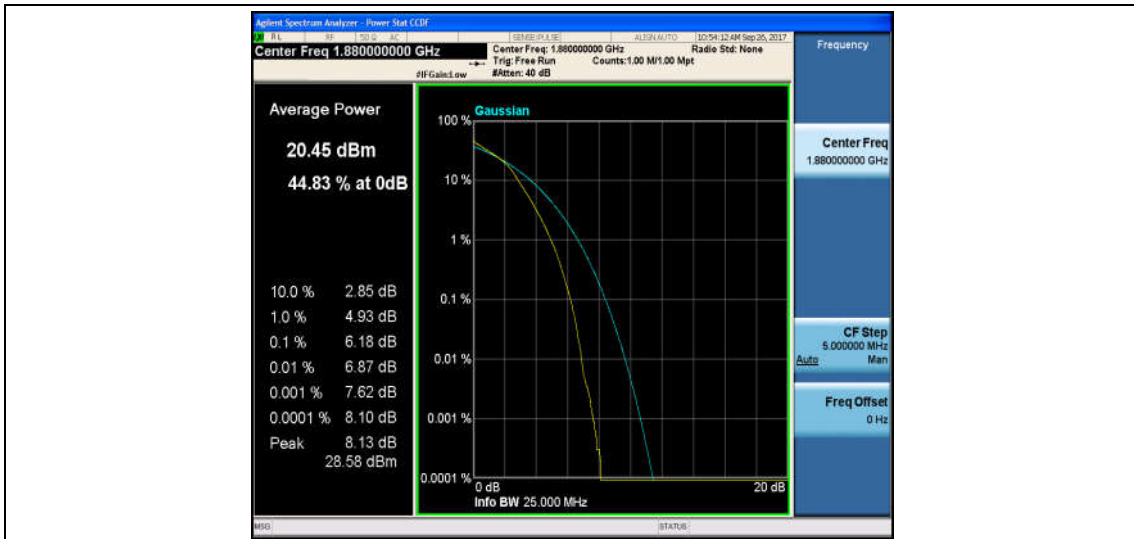 Agilent Spectrum Analyzer - Power Stat CCDF
RL RF 50 Ω AC SENSE:PULSE ALIGNAUTO 10:54:12 AM Sep 26, 2017
Center Freq 1.880000000 GHz
Center Freq: 1.880000000 GHz Radio Std: None
Trig: Free Run Counts:1.00 M/1.00 Mpt
#IFGain:Low #Atten: 40 dB
Frequency
Average Power
20.45 dBm
44.83 % at 0dB
10.0 % 2.85 dB
1.0 % 4.93 dB
0.1 % 6.18 dB
0.01 % 6.87 dB
0.001 % 7.62 dB
0.0001 % 8.10 dB
Peak 8.13 dB
28.58 dBm
Gaussian
100 %
10 %
1 %
0.1 %
0.01 %
0.001 %
0.0001 %
0 dB 20 dB
Info BW 25.000 MHz
Center Freq
1.880000000 GHz
CF Step
5.000000 MHz
Auto Man
Freq Offset
0 Hz
MSG STATUS